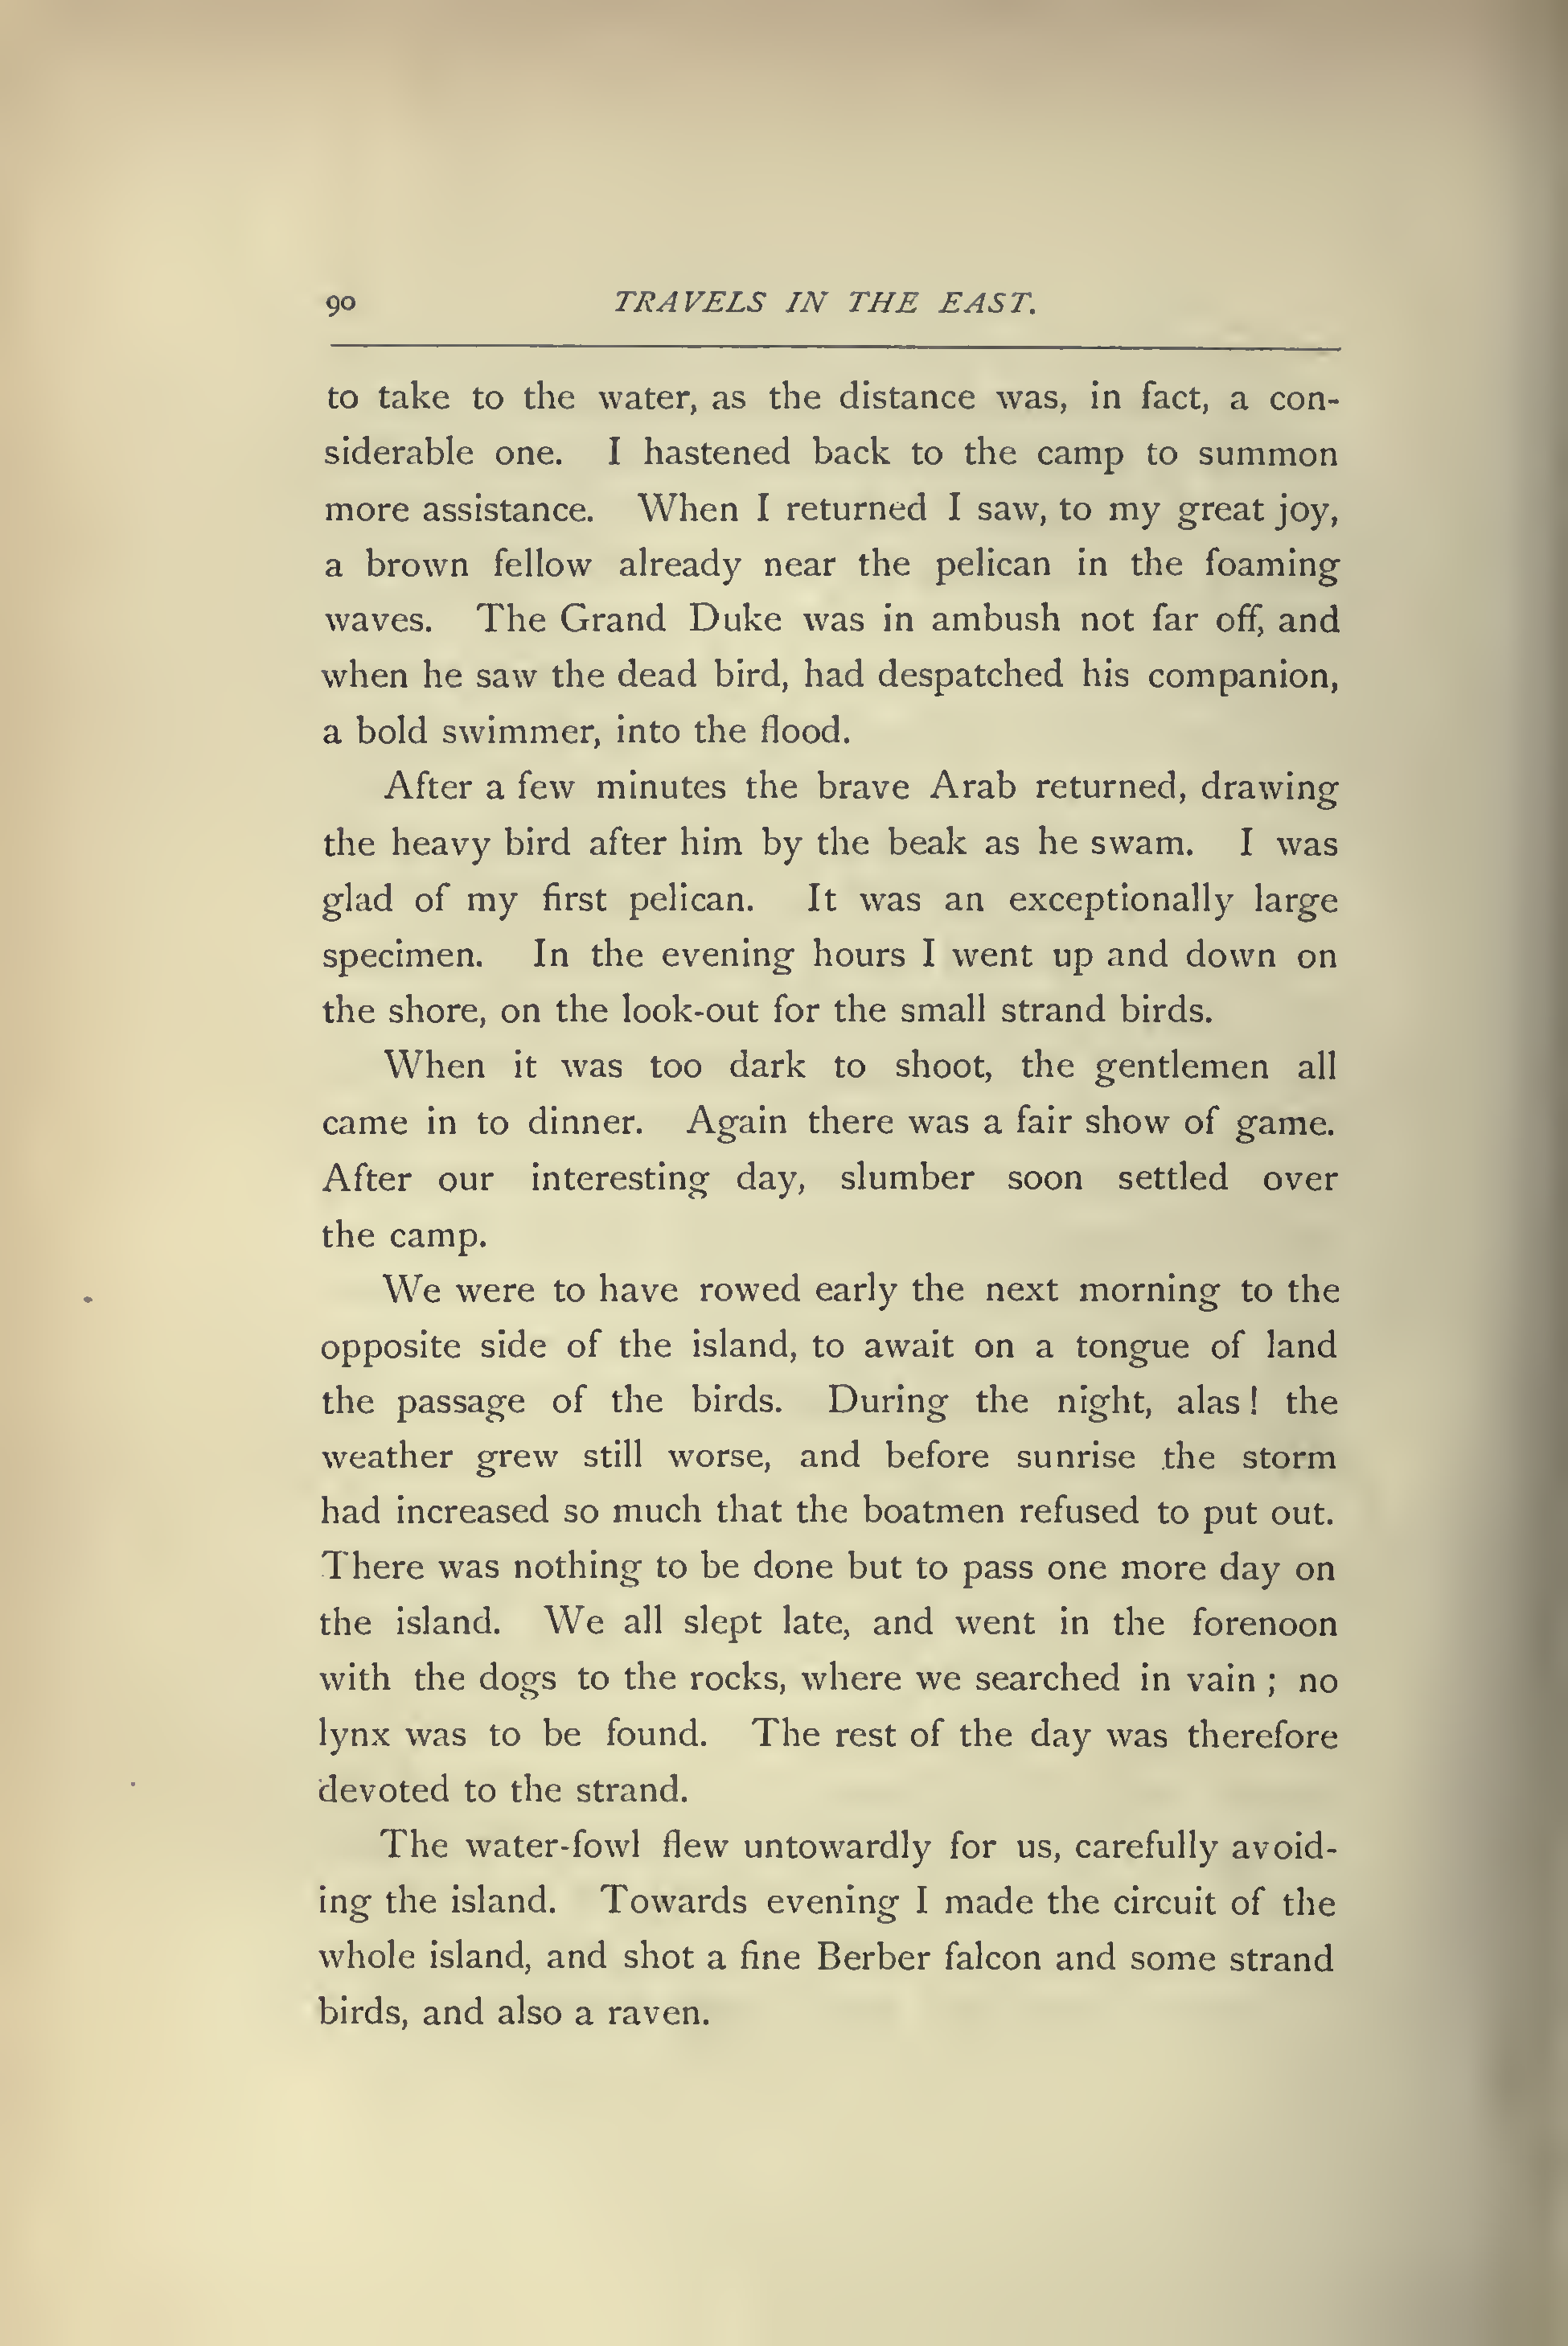 90 TRAVELS IN THE EAST.
to take to the water, as the distance was, in fact, a con-
siderable one. I hastened back to the camp to summon
more assistance. When I returned I saw, to my great joy,
a brown fellow already near the pelican in the foaming
waves. The Grand Duke was in ambush not far off, and
when he saw the dead bird, had despatched his companion,
a bold swimmer, into the flood.
After a few minutes the brave Arab returned, drawing
the heavy bird after him by the beak as he swam. I was
glad of my first pelican. It was an exceptionally large
specimen. In the evening hours I went up and down on
the shore, on the look-out for the small strand birds.
When it was too dark to shoot, the gentlemen all
came in to dinner. Again there was a fair show of game.
After our interesting day, slumber soon settled over
the camp.
We were to have rowed early the next morning to the
opposite side of the island, to await on a tongue of land
the passage of the birds. During the night, alas! the
weather grew still worse, and before sunrise the storm
had increased so much that the boatmen refused to put out.
There was nothing to be done but to pass one more day on
the island. We all slept late, and went in the forenoon
with the dogs to the rocks, where we searched in vain; no
lynx was to be found. The rest of the day was therefore
devoted to the strand.
The water-fowl flew untowardly for us, carefully avoid-
ing the island. Towards evening I made the circuit of the
whole island, and shot a fine Berber falcon and some strand
birds, and also a raven.